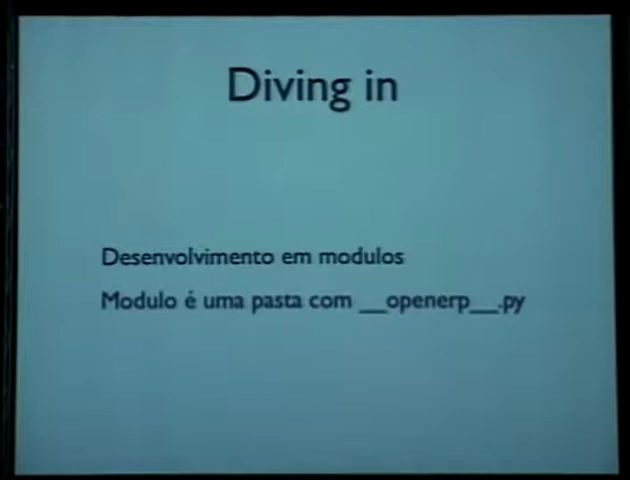 Diving in
Desenvolvimento em modulos
Modulo é uma pasta com __openerp__.py